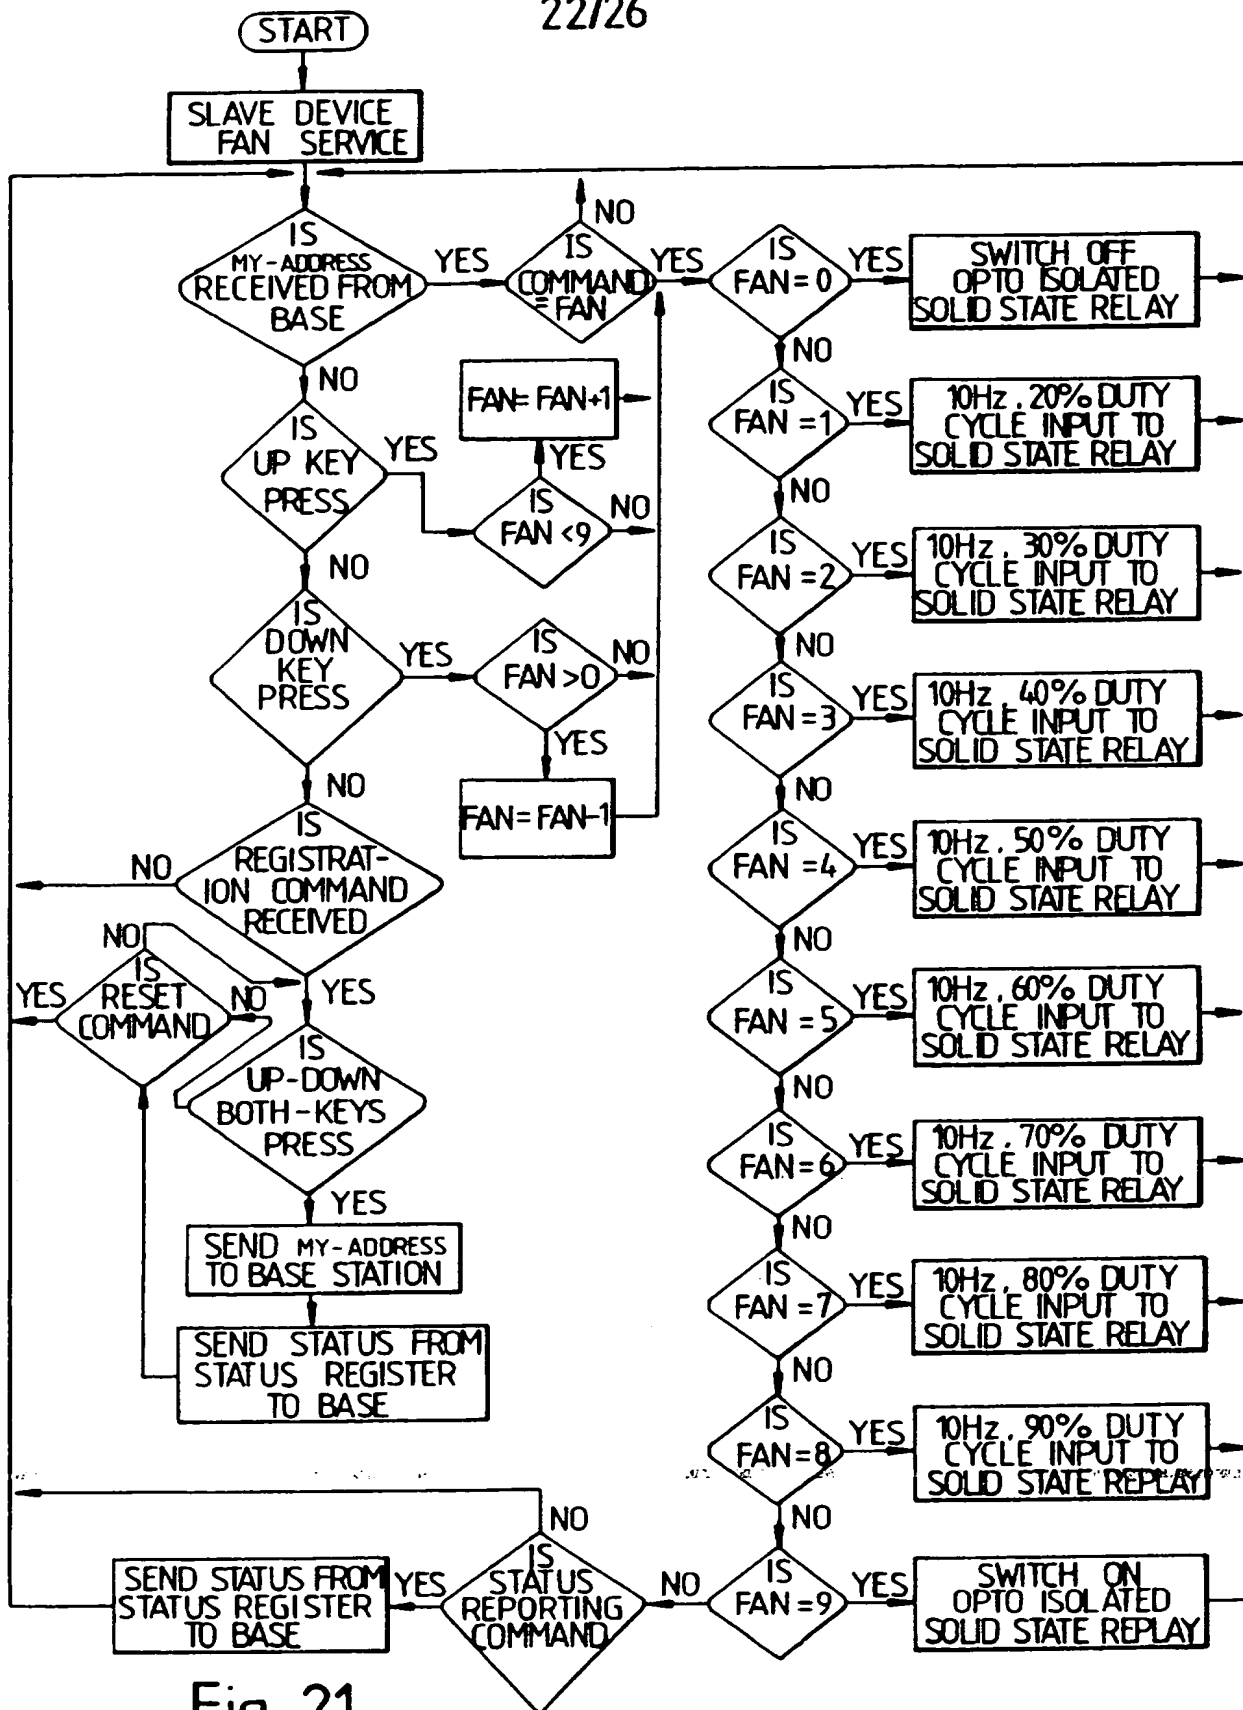 22/26
START
SLAVE DEVICE
FAN SERVICE
IS
MY-ADDRESS
RECEIVED FROM
BASE
YES
NO
IS
COMMAND
= FAN
NO
YES
IS
FAN=0
YES
SWITCH OFF
OPTO ISOLATED
SOLID STATE RELAY
NO
IS
UP KEY
PRESS
YES
NO
FAN= FAN+1
YES
IS
FAN <9
NO
IS
FAN =1
YES
10Hz. 20% DUTY
CYCLE INPUT TO
SOLID STATE RELAY
NO
IS
FAN =2
YES
10Hz. 30% DUTY
CYCLE INPUT TO
SOLID STATE RELAY
NO
IS
DOWN
KEY
PRESS
YES
NO
IS
FAN >0
NO
YES
FAN= FAN-1
IS
FAN =3
YES
10Hz. 40% DUTY
CYCLE INPUT TO
SOLID STATE RELAY
NO
IS
REGISTRAT-
ION COMMAND
RECEIVED
NO
YES
IS
FAN =4
YES
10Hz. 50% DUTY
CYCLE INPUT TO
SOLID STATE RELAY
NO
NO
IS
RESET
COMMAND
YES
NO
IS
UP-DOWN
BOTH-KEYS
PRESS
YES
IS
FAN =5
YES
10Hz. 60% DUTY
CYCLE INPUT TO
SOLID STATE RELAY
NO
IS
FAN=6
YES
10Hz. 70% DUTY
CYCLE INPUT TO
SOLID STATE RELAY
NO
SEND MY-ADDRESS
TO BASE STATION
SEND STATUS FROM
STATUS REGISTER
TO BASE
IS
FAN =7
YES
10Hz. 80% DUTY
CYCLE INPUT TO
SOLID STATE RELAY
NO
IS
FAN=8
YES
10Hz. 90% DUTY
CYCLE INPUT TO
SOLID STATE REPLAY
NO
SEND STATUS FROM
STATUS REGISTER
TO BASE
YES
NO
IS
STATUS
REPORTING
COMMAND
NO
IS
FAN =9
YES
SWITCH ON
OPTO ISOLATED
SOLID STATE REPLAY
Fig. 21